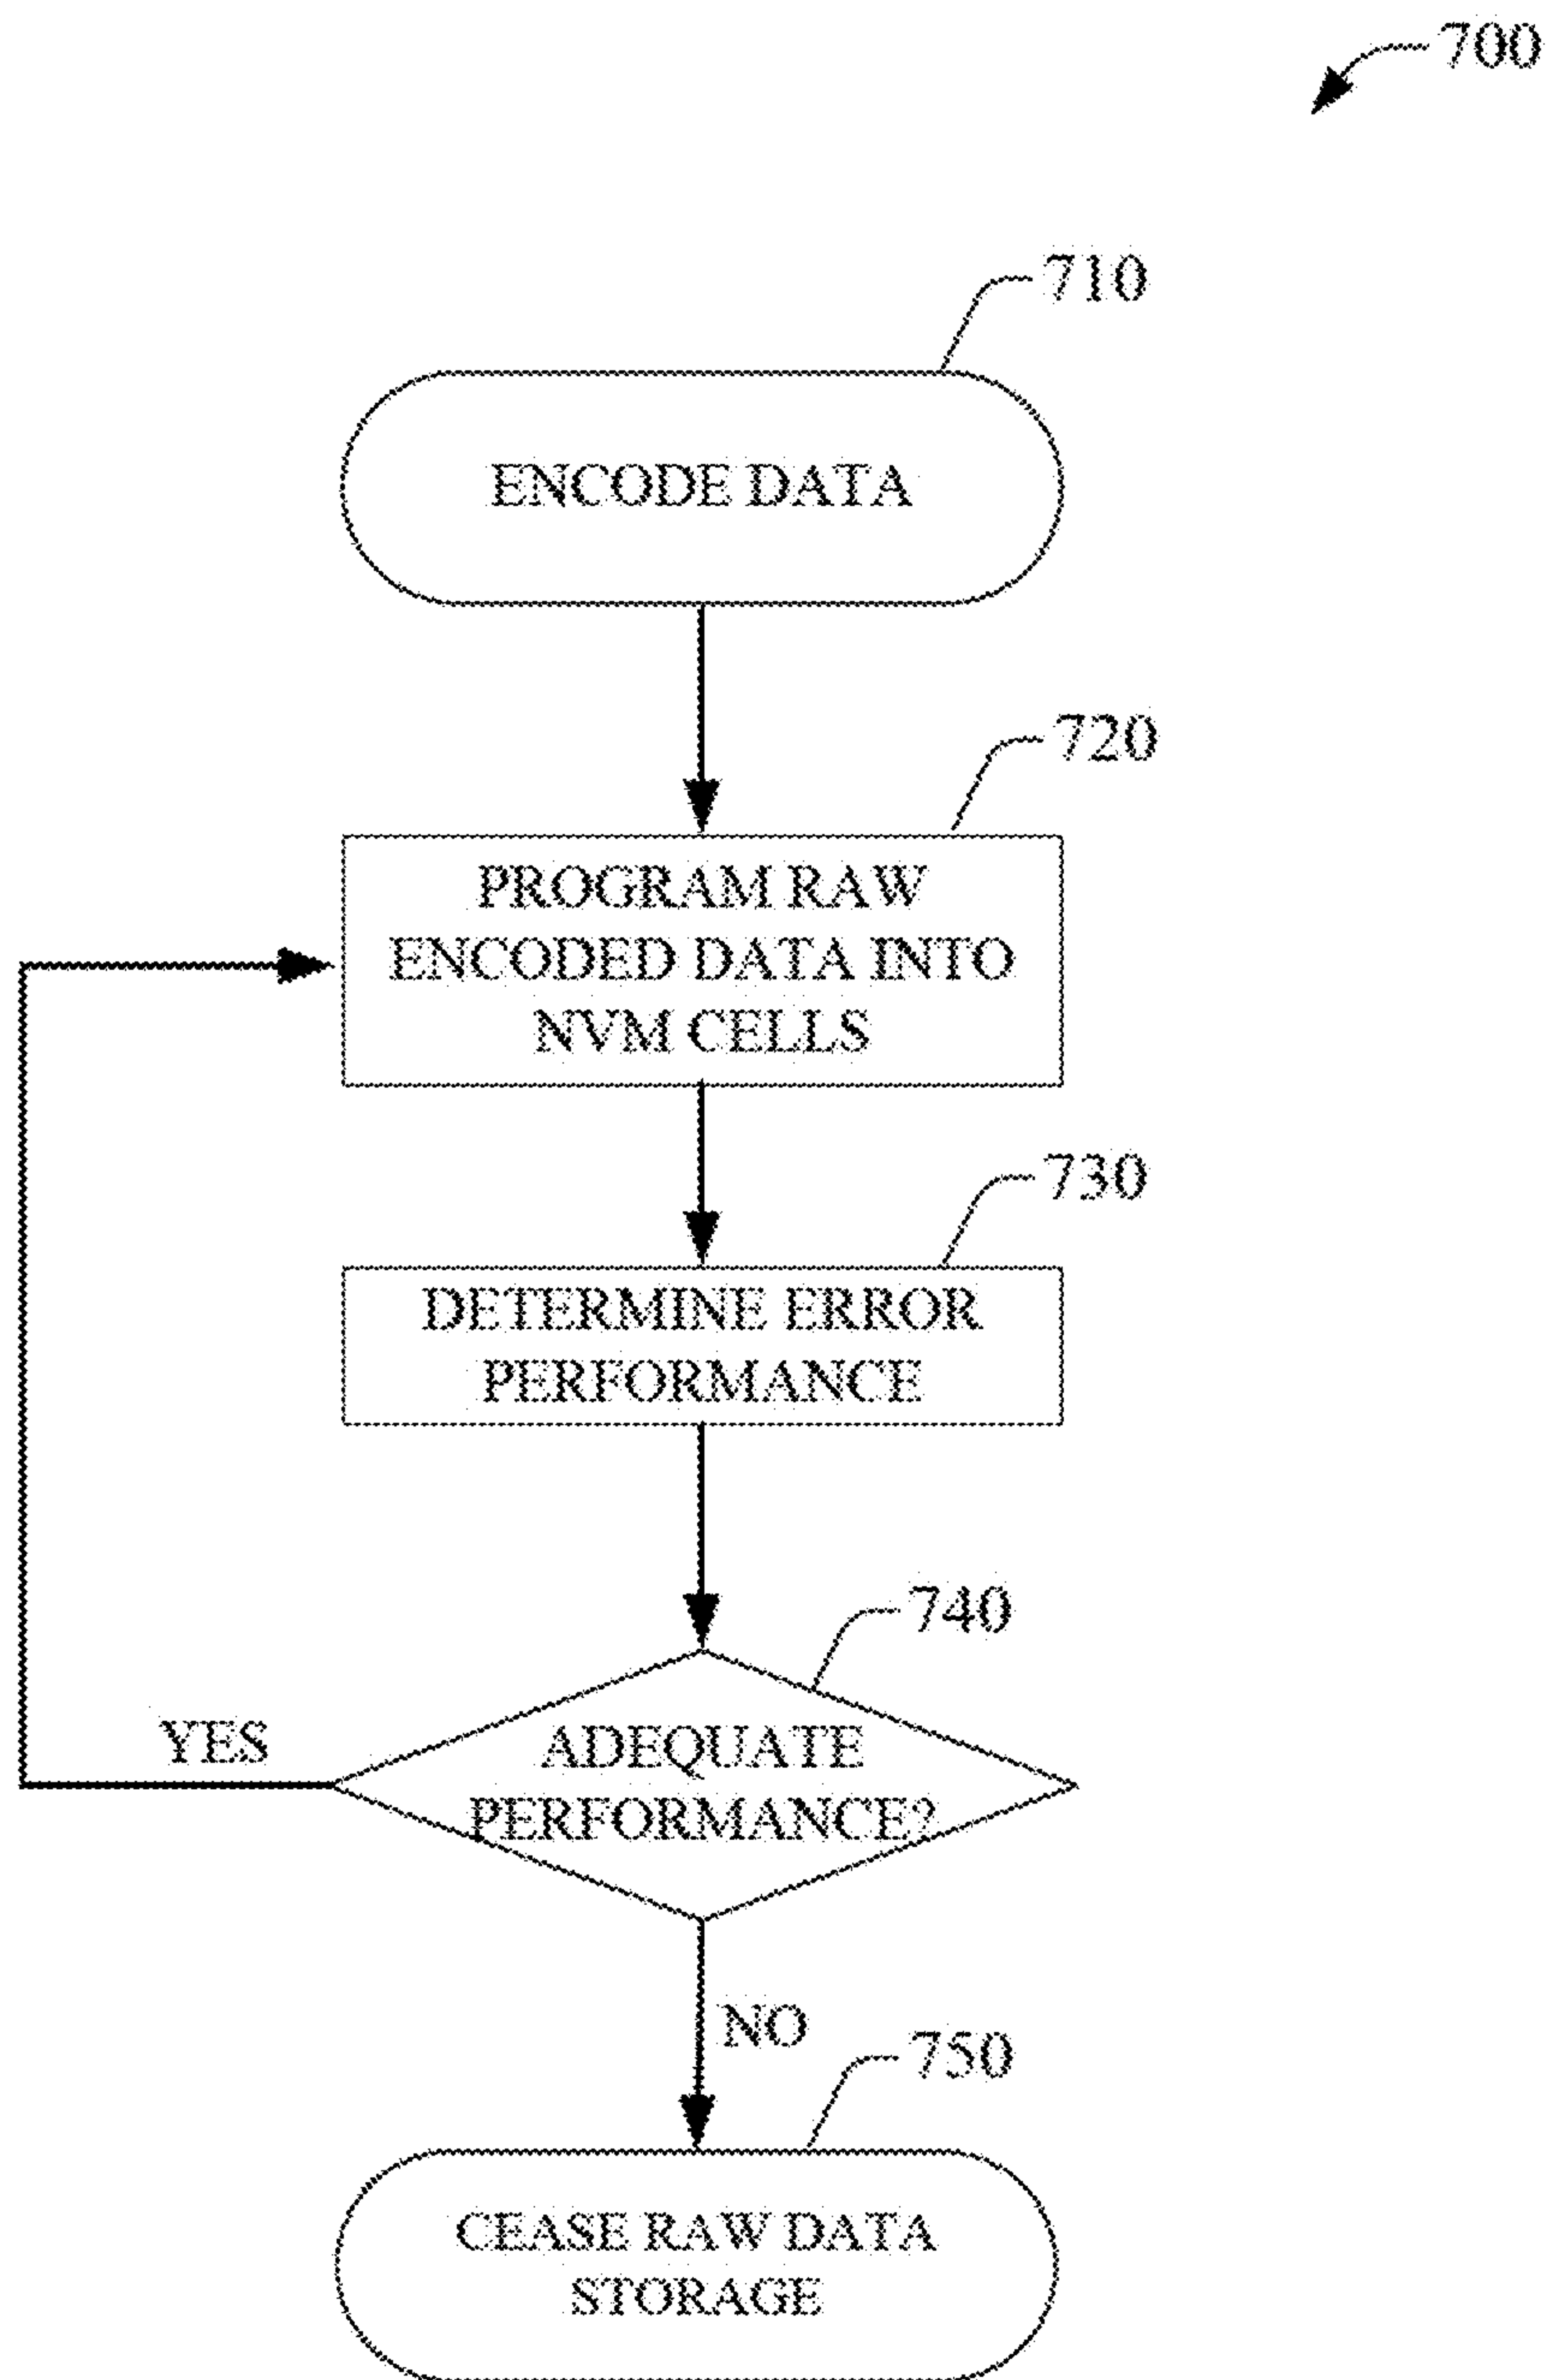 700
710
ENCODE DATA
720
PROGRAM RAW
ENCODED DATA INTO
NVM CELLS
730
DETERMINE ERROR
PERFORMANCE
740
YES
ADEQUATE
PERFORMANCE?
NO
750
CEASE RAW DATA
STORAGE